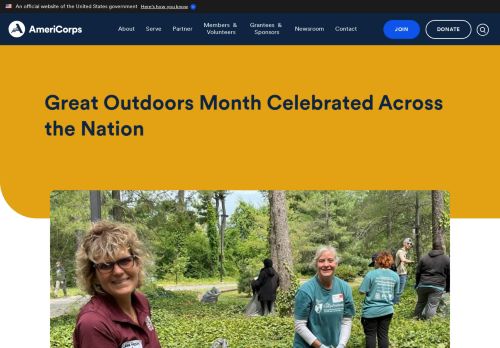 An official website of the United States government Here's how you know
AmeriCorps
About Serve Partner Members & Volunteers Grantees & Sponsors Newsroom Contact JOIN DONATE
Great Outdoors Month Celebrated Across
the Nation